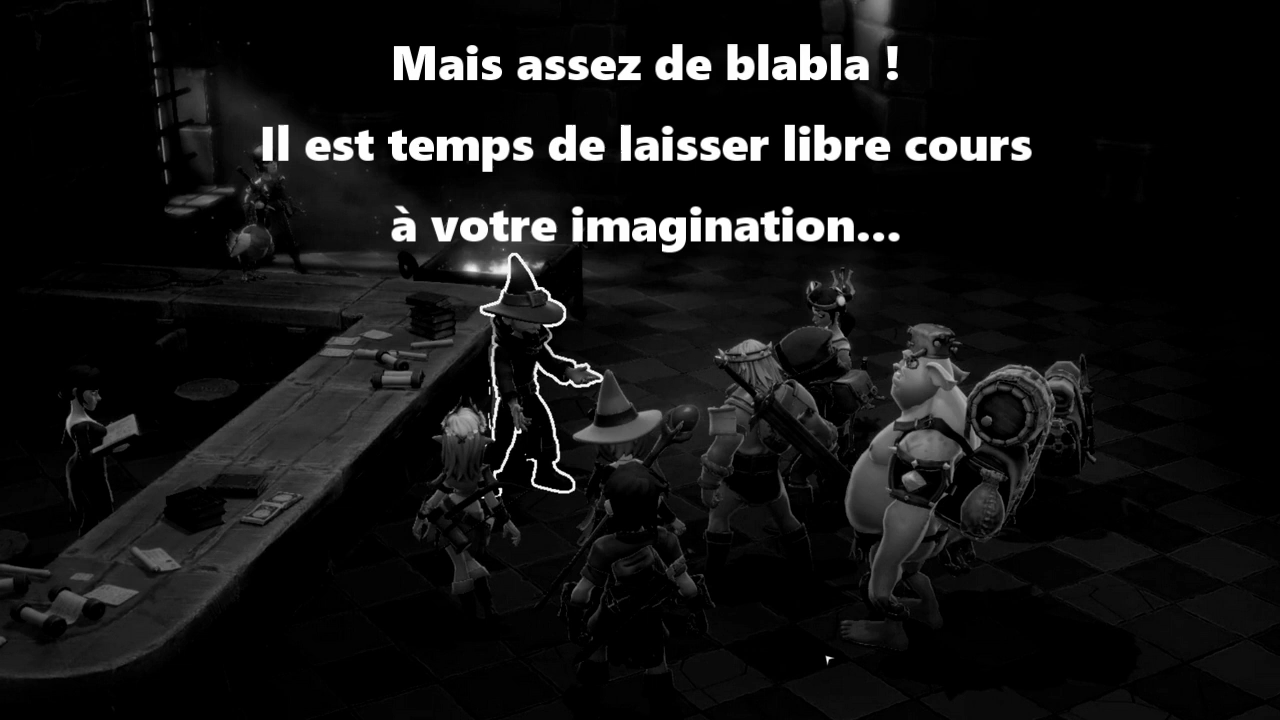 Mais assez de blabla !
Il est temps de laisser libre cours
à votre imagination...